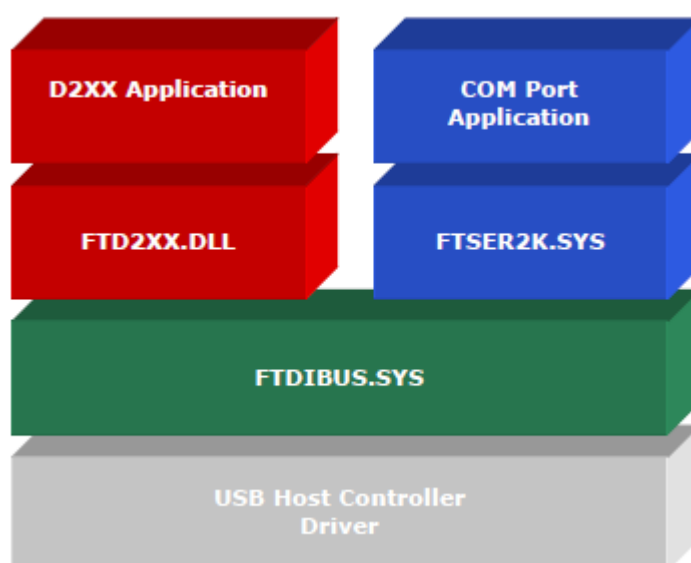 D2XX Application
COM Port
Application
FTD2XX.DLL
FTSER2K.SYS
FTDIBUS.SYS
USB Host Controller
Driver